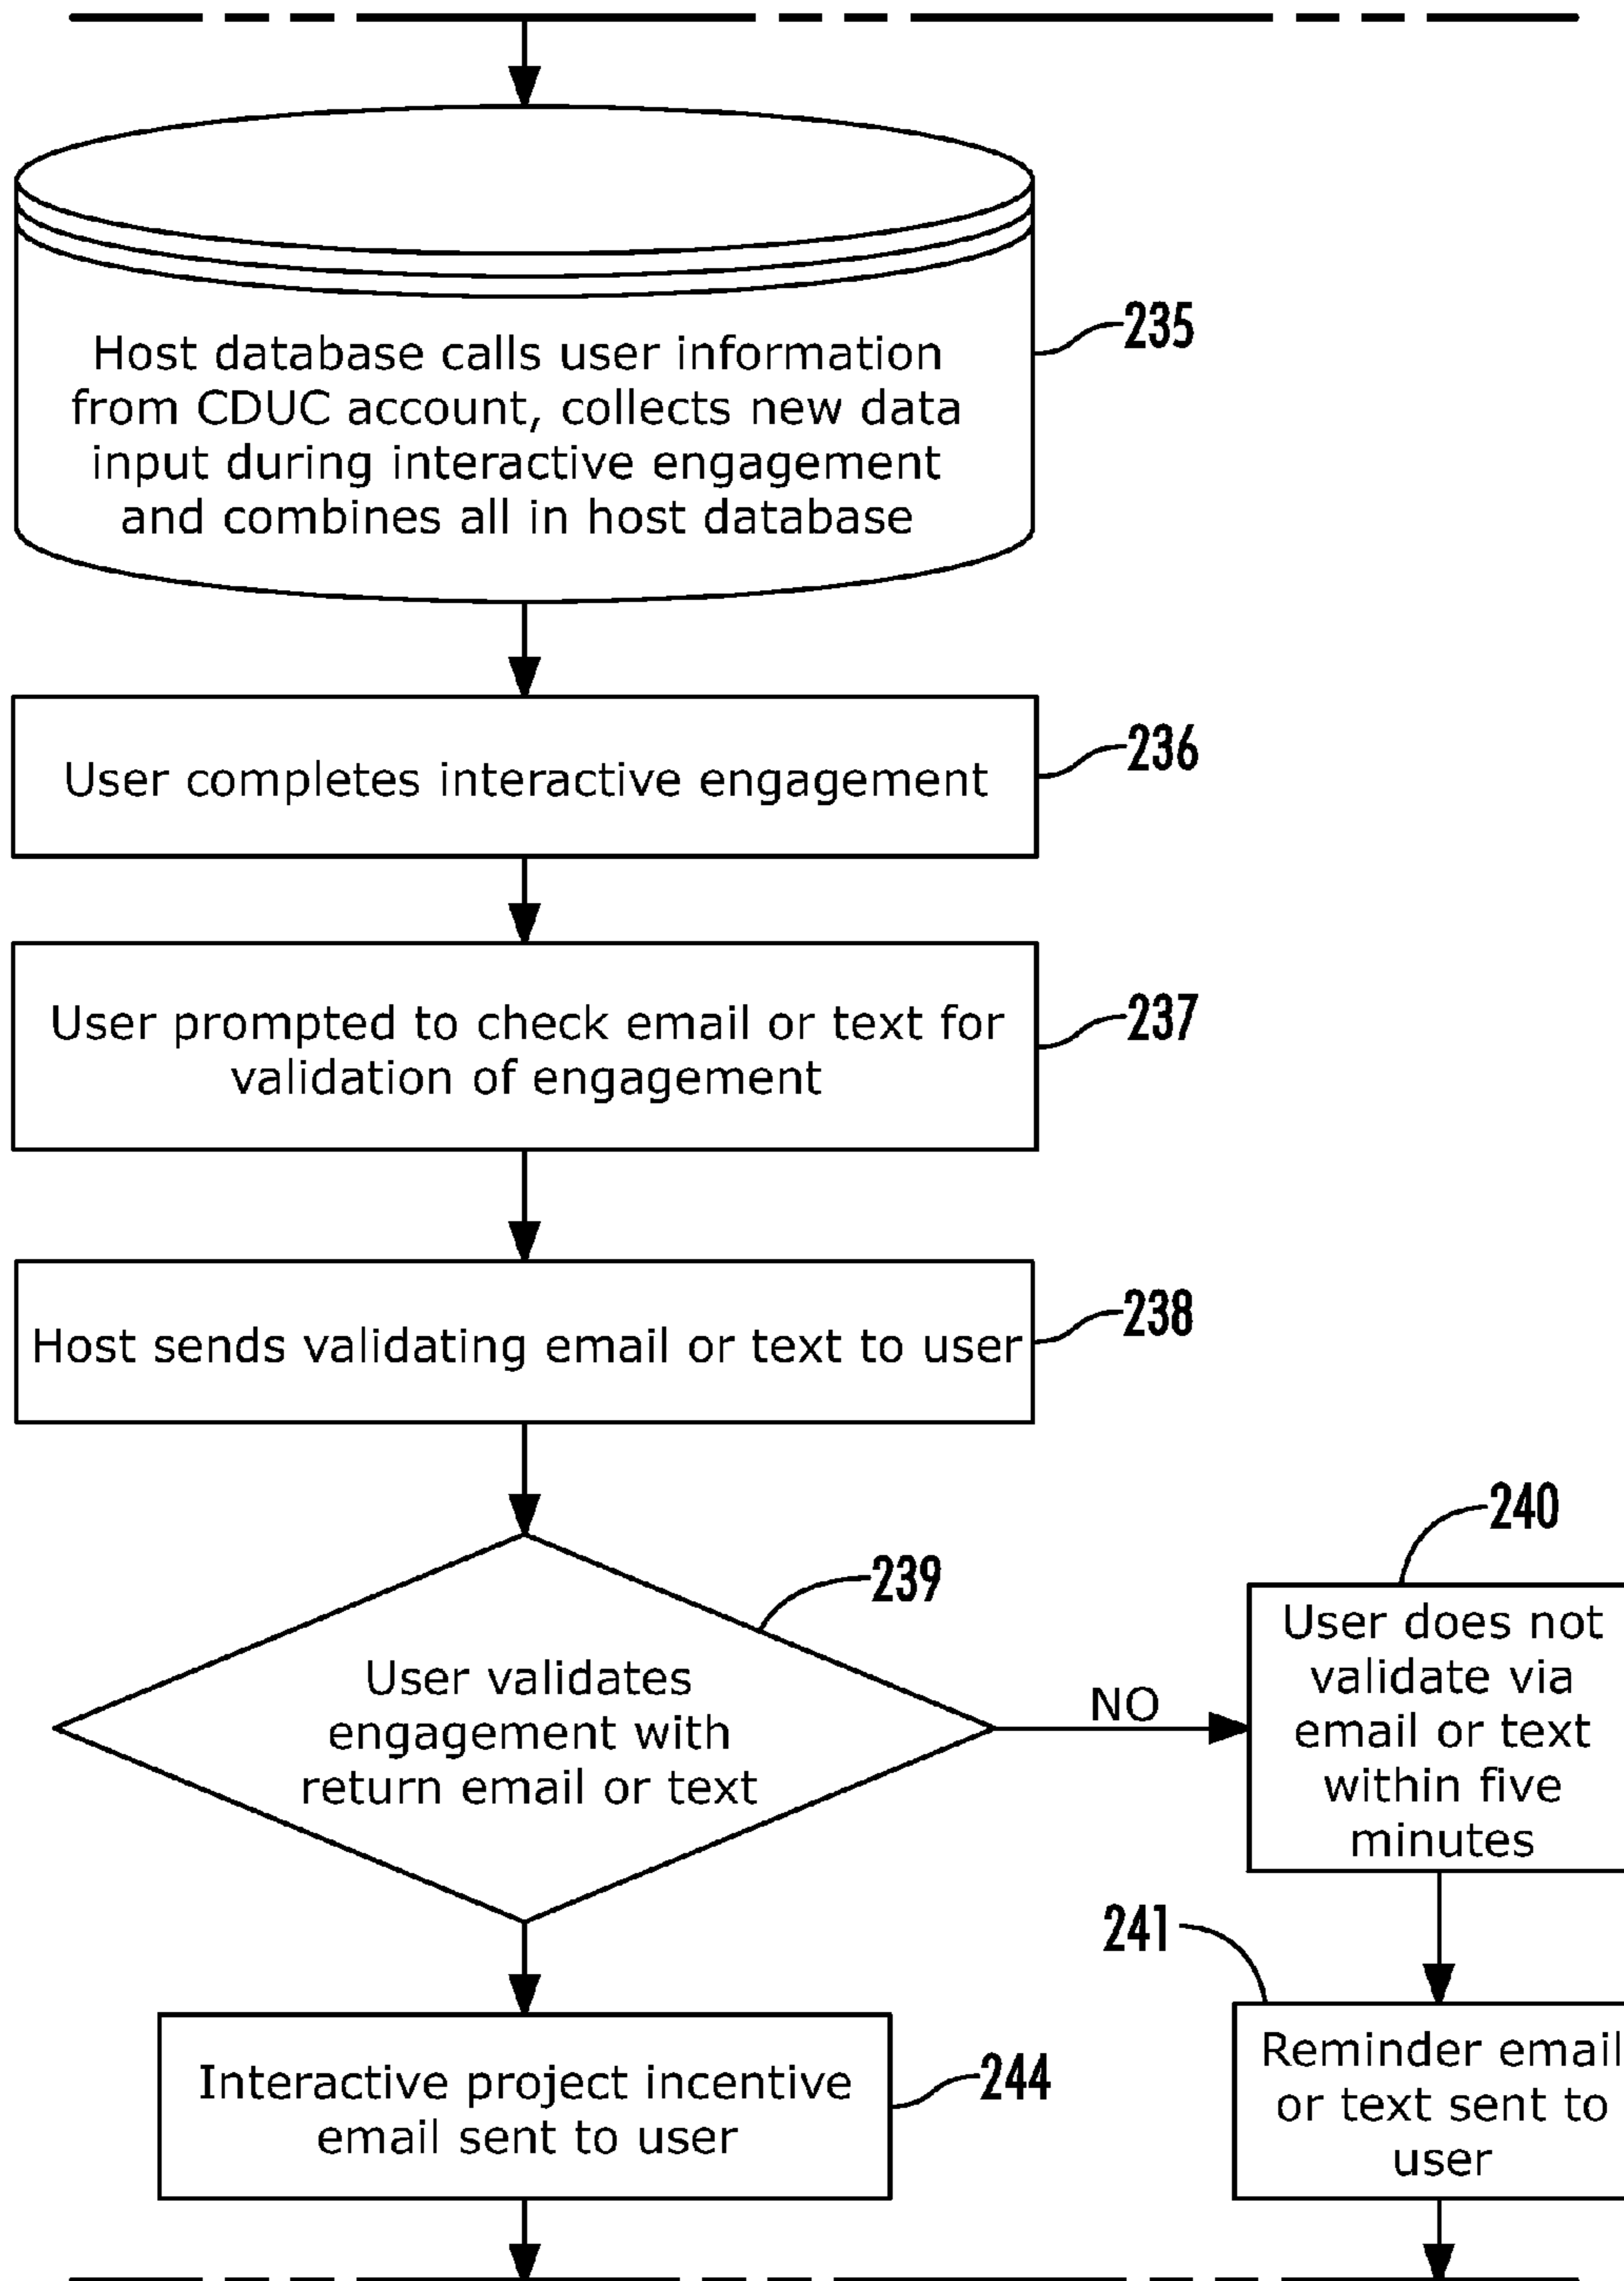 Host database calls user information
from CDUC account, collects new data
input during interactive engagement
and combines all in host database
235
User completes interactive engagement
236
User prompted to check email or text for
validation of engagement
237
Host sends validating email or text to user
238
User validates
engagement with
return email or text
239
NO
240
User does not
validate via
email or text
within five
minutes
241
Reminder email
or text sent to
user
Interactive project incentive
email sent to user
244